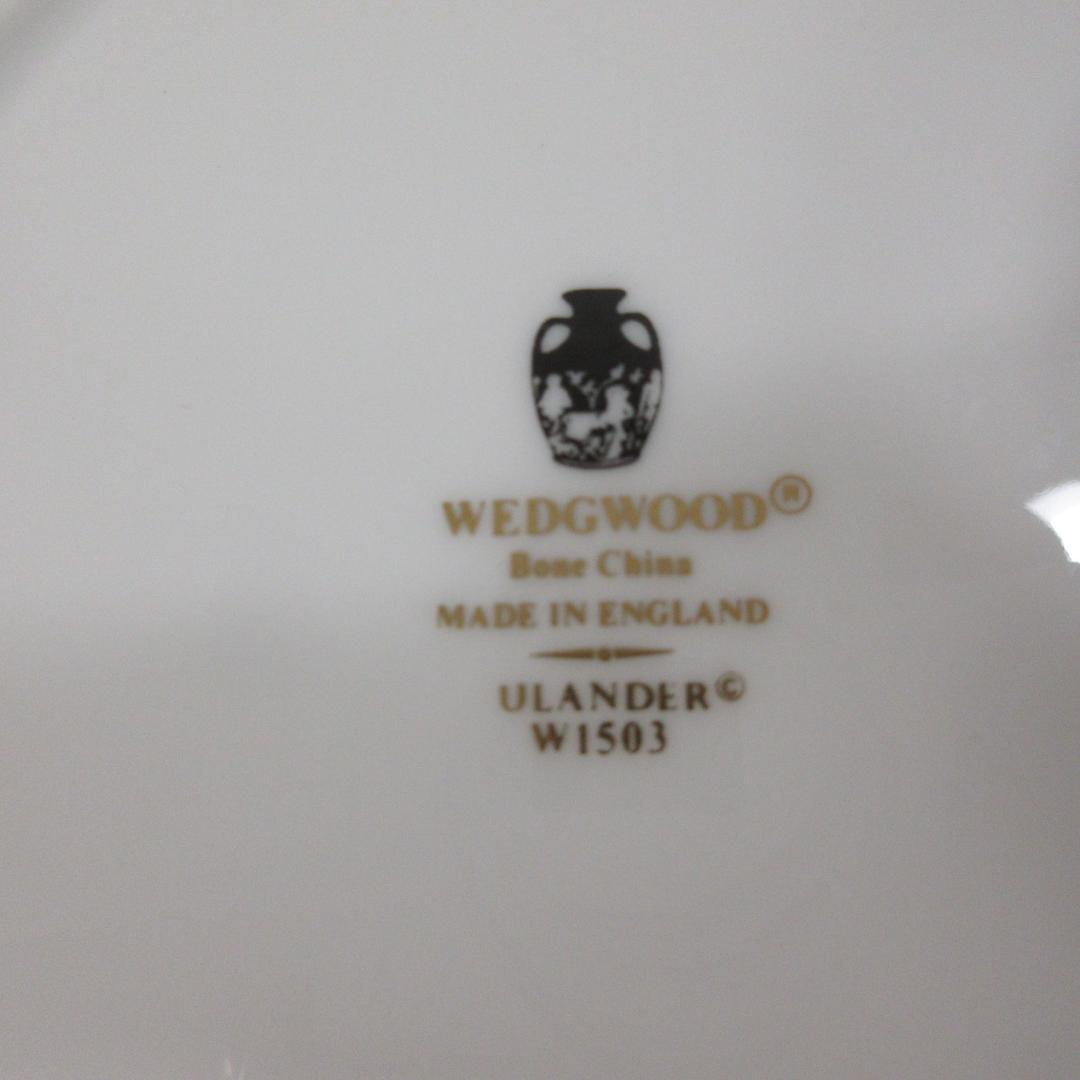 WEDGWOOD®
Bone China
MADE IN ENGLAND
ULANDER©
W1503